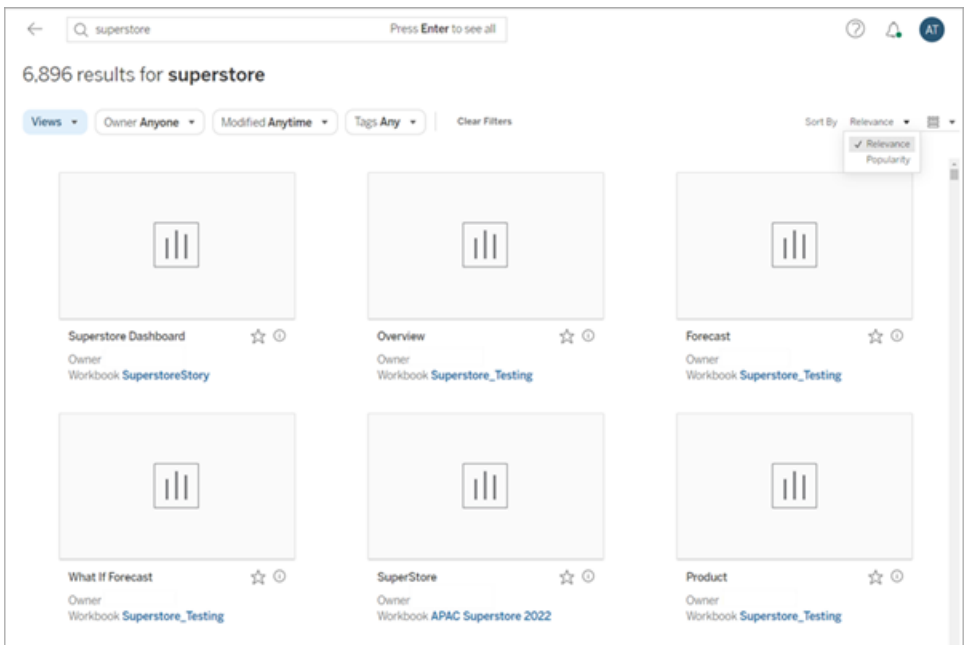 superstore Press Enter to see all AT
6,896 results for superstore
Views Owner Anyone Modified Anytime Tags Any Clear Filters Sort By Relevance
✓ Relevance
Popularity
Superstore Dashboard Overview Forecast
Owner Owner Owner
Workbook SuperstoreStory Workbook Superstore_Testing Workbook Superstore_Testing
What If Forecast SuperStore Product
Owner Owner Owner
Workbook Superstore_Testing Workbook APAC Superstore 2022 Workbook Superstore_Testing